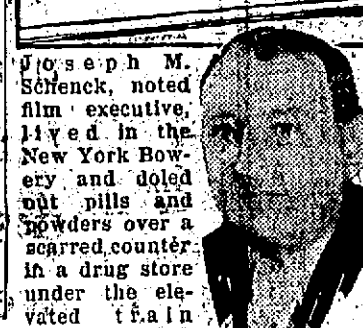 Joseph M.
Schenck, noted
film executive,
lived in the
New York Bow-
ery and doled
out pills and
powders over a
scarred counter
in a drug store
under the ele-
vated train